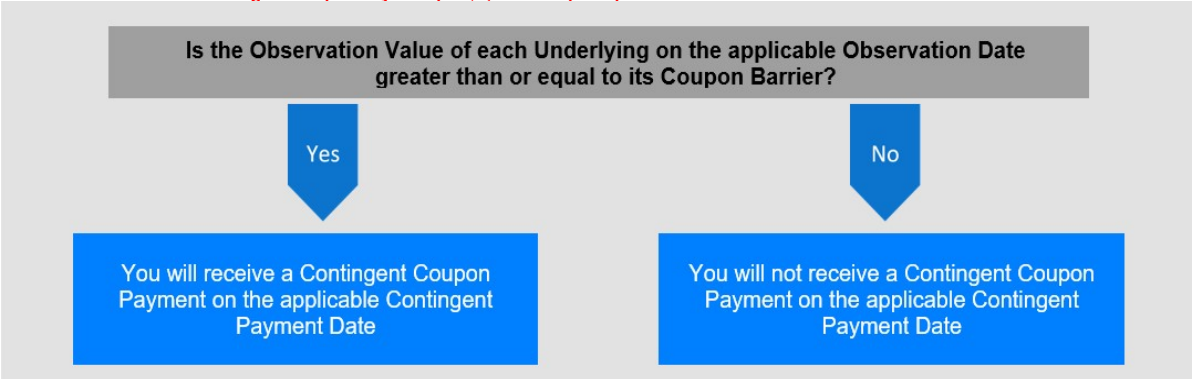 Is the Observation Value of each Underlying on the applicable Observation Date
greater than or equal to its Coupon Barrier?
Yes
No
You will receive a Contingent Coupon
Payment on the applicable Contingent
Payment Date
You will not receive a Contingent Coupon
Payment on the applicable Contingent
Payment Date